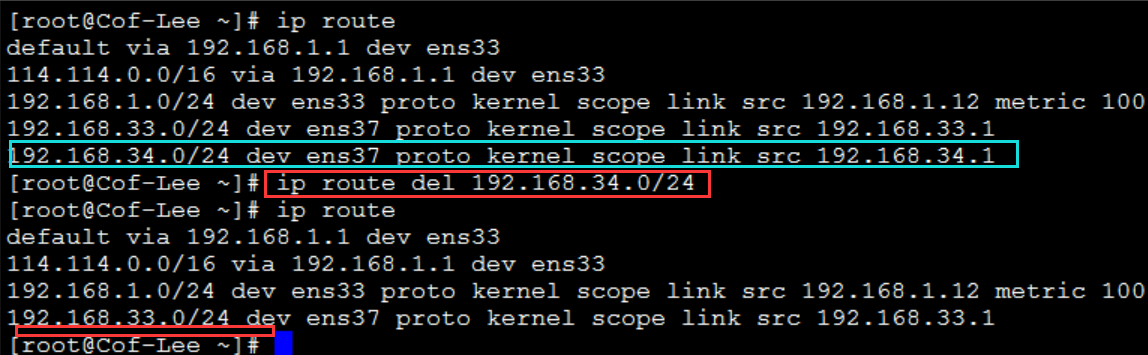 [root@Cof-Lee ~]# ip route
default via 192.168.1.1 dev ens33
114.114.0.0/16 via 192.168.1.1 dev ens33
192.168.1.0/24 dev ens33 proto kernel scope link src 192.168.1.12 metric 100
192.168.33.0/24 dev ens37 proto kernel scope link src 192.168.33.1
192.168.34.0/24 dev ens37 proto kernel scope link src 192.168.34.1
[root@Cof-Lee ~]# ip route del 192.168.34.0/24
[root@Cof-Lee ~]# ip route
default via 192.168.1.1 dev ens33
114.114.0.0/16 via 192.168.1.1 dev ens33
192.168.1.0/24 dev ens33 proto kernel scope link src 192.168.1.12 metric 100
192.168.33.0/24 dev ens37 proto kernel scope link src 192.168.33.1
[root@Cof-Lee ~]#